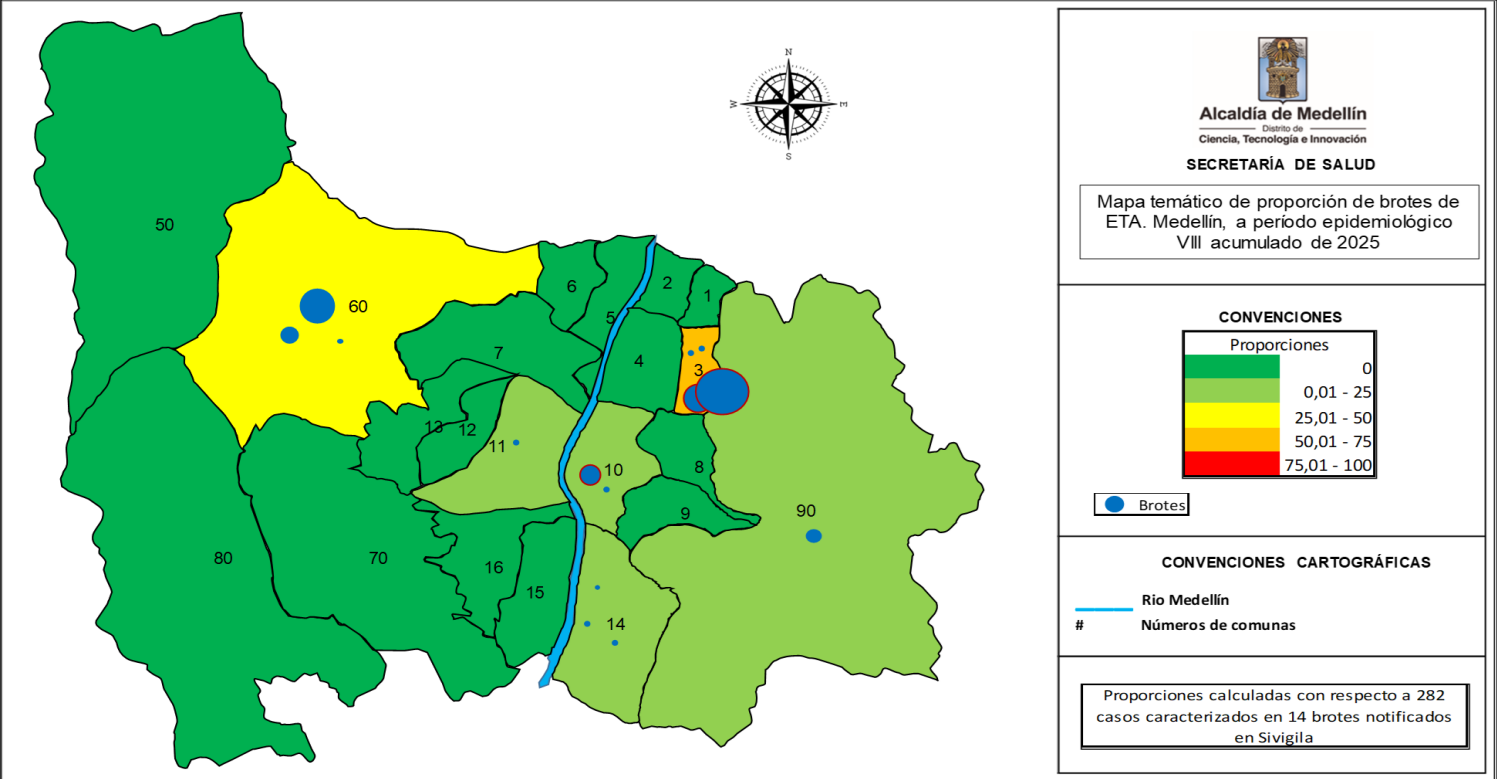 N
W
E
S
50
60
6
2
1
5
7
4
3
13
12
11
10
8
9
90
80
70
16
15
14
Alcaldía de Medellín
Distrito de
Ciencia, Tecnología e Innovación
SECRETARÍA DE SALUD
Mapa temático de proporción de brotes de
ETA. Medellín, a período epidemiológico
VIII acumulado de 2025
CONVENCIONES
Proporciones
0
0,01 - 25
25,01 - 50
50,01 - 75
75,01 - 100
Brotes
CONVENCIONES CARTOGRÁFICAS
Rio Medellín
# Números de comunas
Proporciones calculadas con respecto a 282
casos caracterizados en 14 brotes notificados
en Sivigila